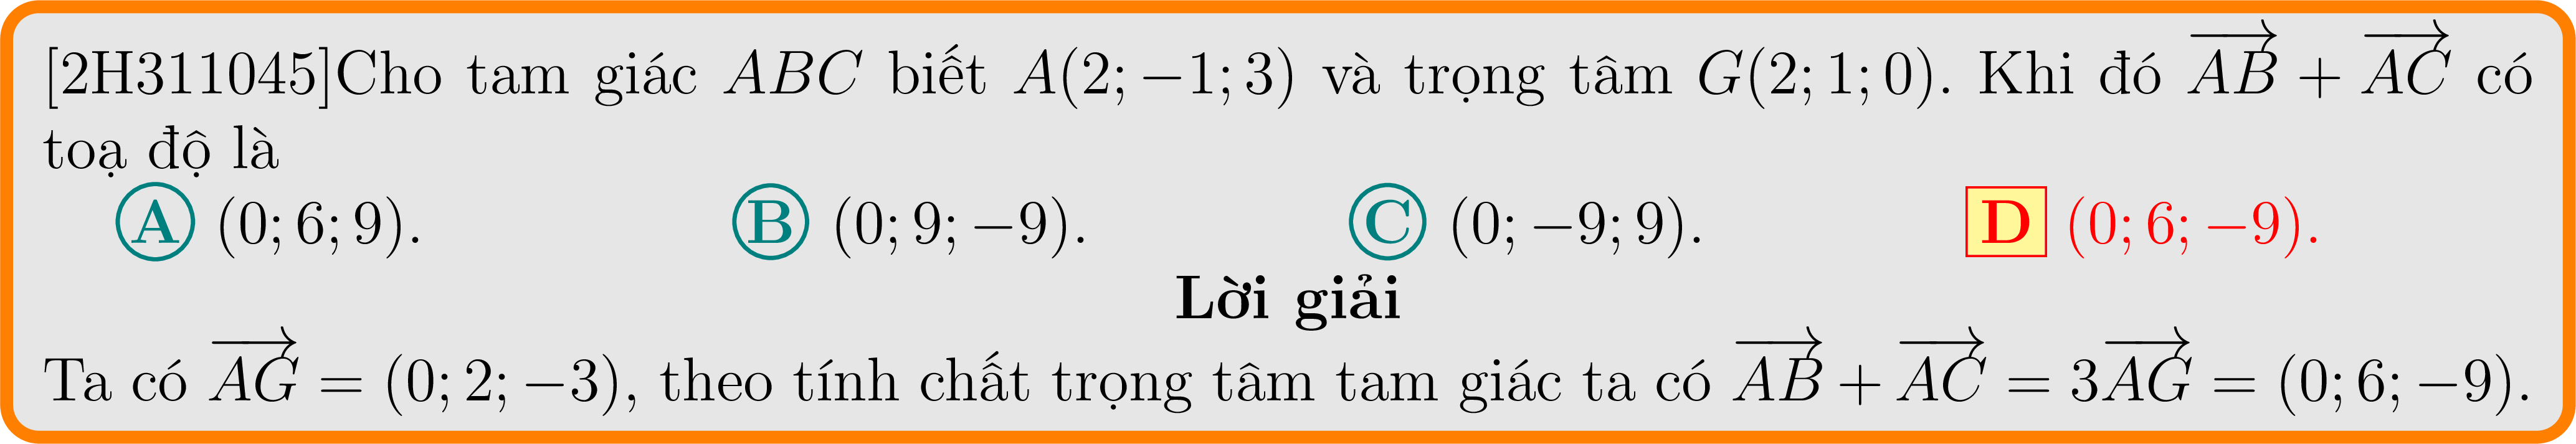 [2H311045]Cho tam giác ABC biết A(2; −1; 3) và trọng tâm G(2; 1; 0). Khi đó $\overrightarrow{AB} + \overrightarrow{AC}$ có
toạ độ là
A (0; 6; 9). B (0; 9; −9). C (0; −9; 9). D (0; 6; −9).
Lời giải
Ta có $\overrightarrow{AG}$ = (0; 2; −3), theo tính chất trọng tâm tam giác ta có $\overrightarrow{AB} + \overrightarrow{AC} = 3\overrightarrow{AG}$ = (0; 6; −9).